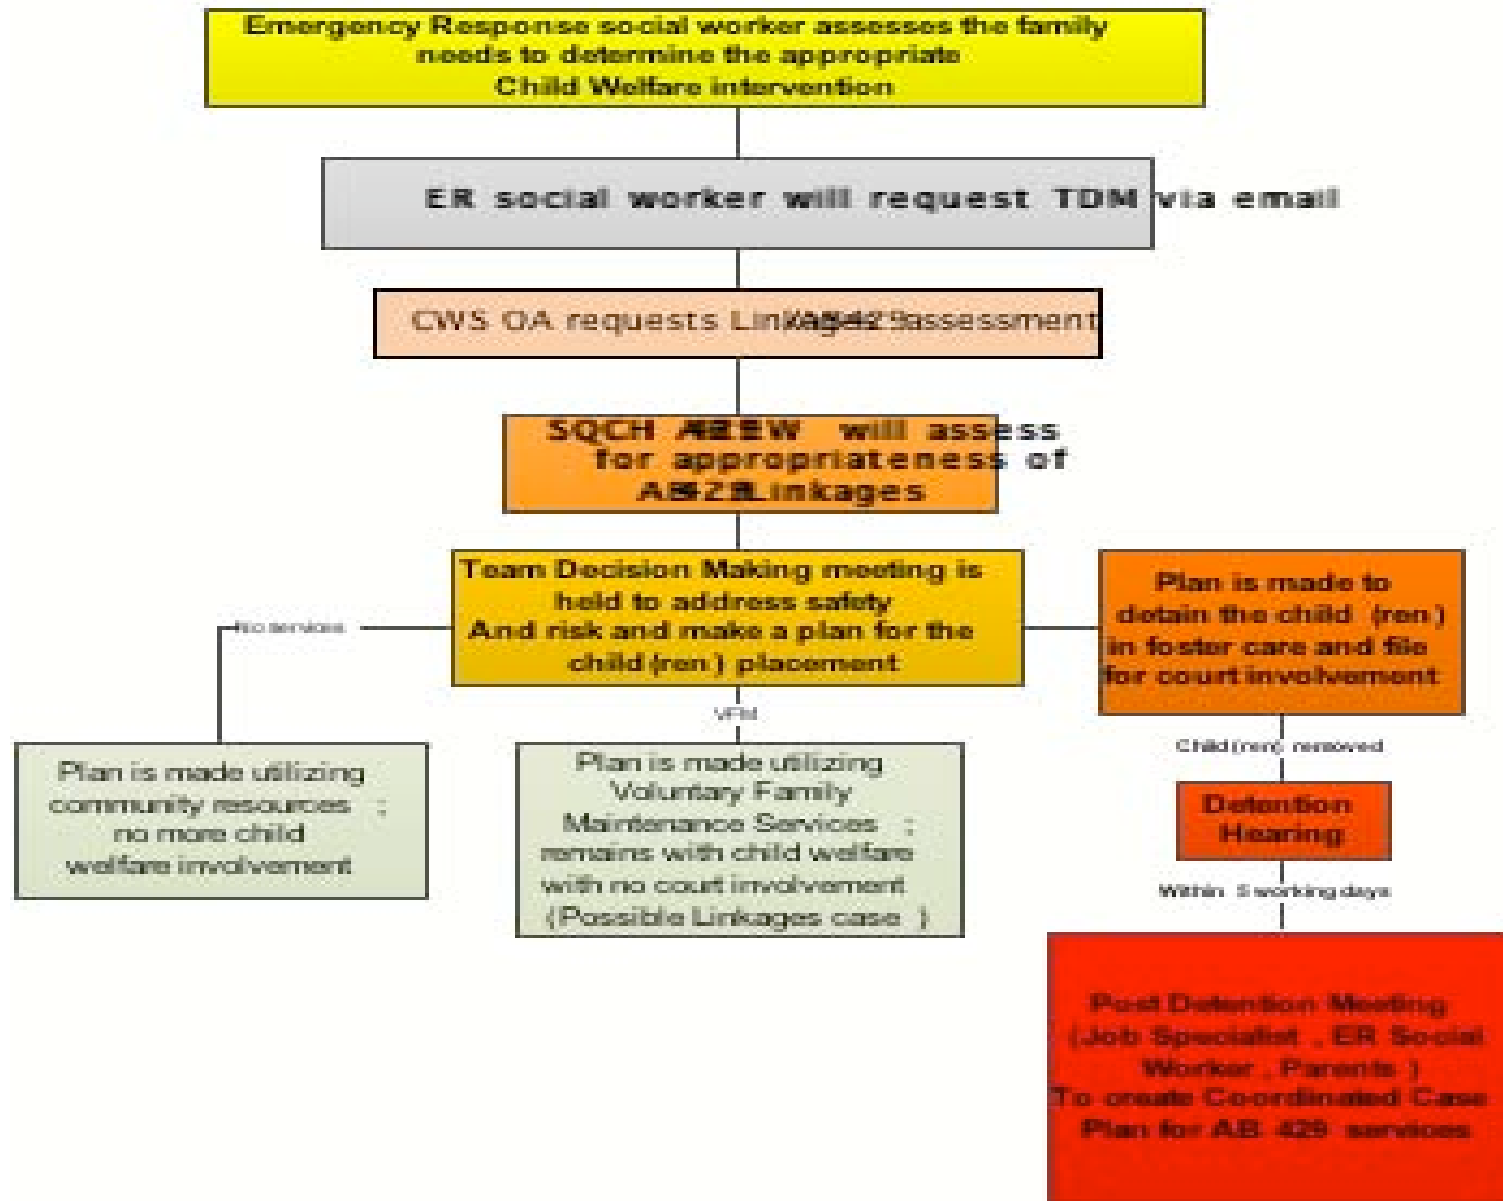 Emergency Response social worker assesses the family
needs to determine the appropriate
Child Welfare intervention
ER social worker will request TDM via email
CWS OA requests Linkages assessment
SQCH will assess
for appropriateness of
Linkages
Team Decision Making meeting is
held to address safety
And risk and make a plan for the
child (ren) placement
No services
VFM
Plan is made to
detain the child (ren)
in foster care and file
for court involvement
Child (ren) removed
Detention
Hearing
Within 5 working days
Plan is made utilizing
community resources ;
no more child
welfare involvement
Plan is made utilizing
Voluntary Family
Maintenance Services ;
remains with child welfare
with no court involvement
(Possible Linkages case )
Post Detention Meeting
(Job Specialist , ER Social
Worker , Parents )
To create Coordinated Case
Plan for AB 429 services